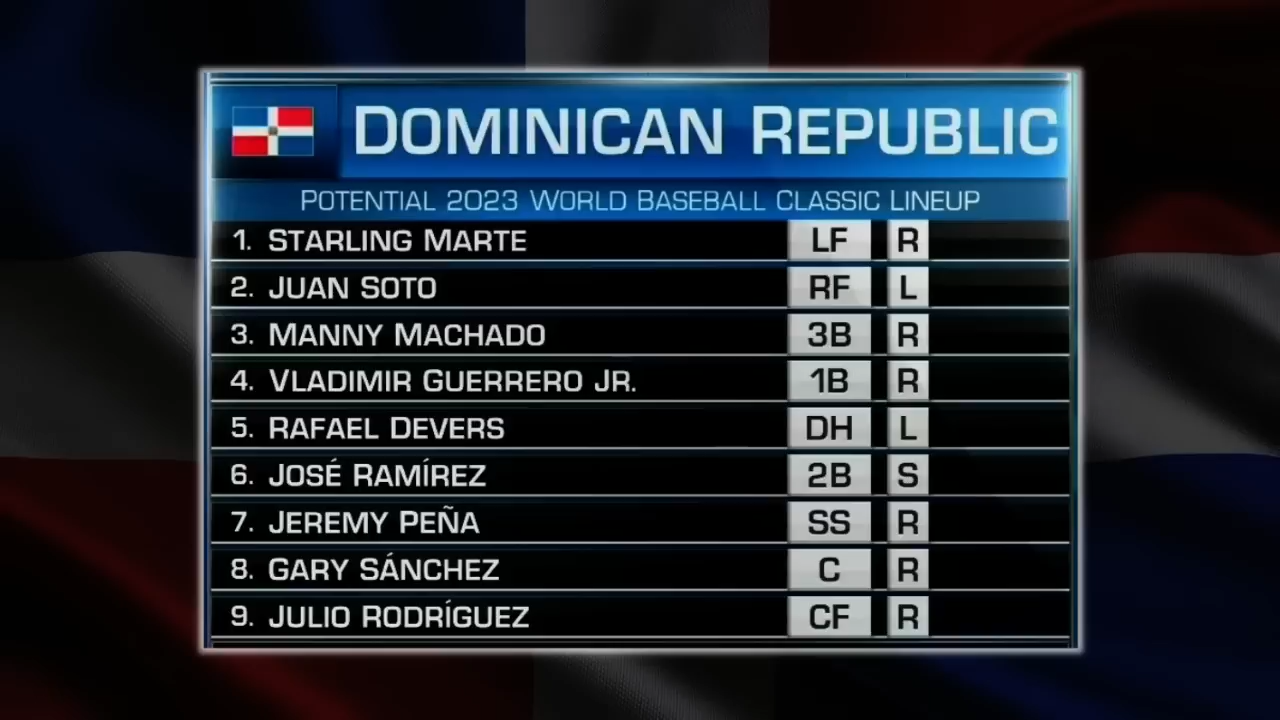 DOMINICAN REPUBLIC
POTENTIAL 2023 WORLD BASEBALL CLASSIC LINEUP
1. STARLING MARTE LF R
2. JUAN SOTO RF L
3. MANNY MACHADO 3B R
4. VLADIMIR GUERRERO JR. 1B R
5. RAFAEL DEVERS DH L
6. JOSÉ RAMÍREZ 2B S
7. JEREMY PEÑA SS R
8. GARY SÁNCHEZ C R
9. JULIO RODRÍGUEZ CF R